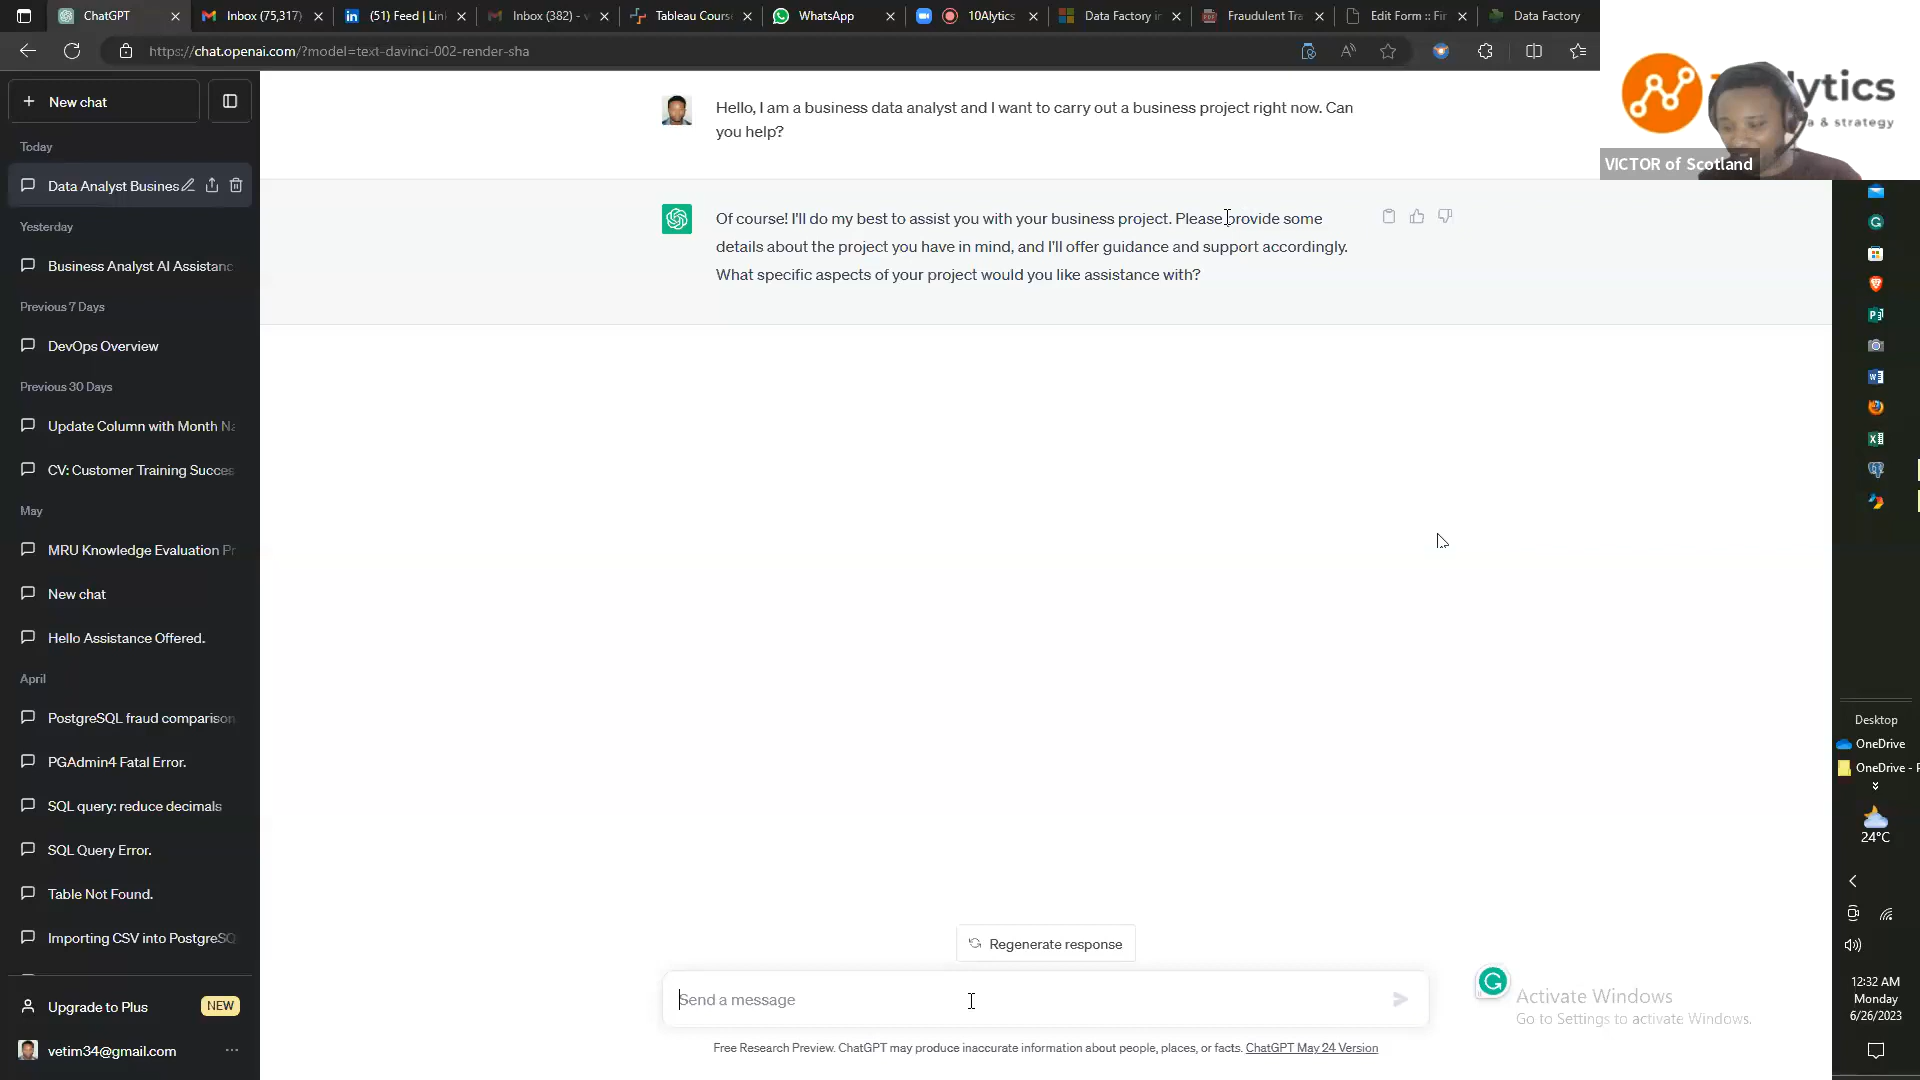 ChatGPT
Inbox (75,317)
(51) Feed | Lin
Inbox (382) - v
Tableau Cours
WhatsApp
10Alytics
Data Factory in
Fraudulent Tra
Edit Form :: Fi
Data Factory
https://chat.openai.com/?model=text-davinci-002-render-sha
New chat
Today
Data Analyst Busines
Yesterday
Business Analyst AI Assistanc
Previous 7 Days
DevOps Overview
Previous 30 Days
Update Column with Month Na
CV: Customer Training Succes
May
MRU Knowledge Evaluation Pr
New chat
Hello Assistance Offered.
April
PostgreSQL fraud comparison
PGAdmin4 Fatal Error.
SQL query: reduce decimals
SQL Query Error.
Table Not Found.
Importing CSV into PostgreSQ
Upgrade to Plus
NEW
vetim34@gmail.com
Hello, I am a business data analyst and I want to carry out a business project right now. Can
you help?
Of course! I'll do my best to assist you with your business project. Please provide some
details about the project you have in mind, and I'll offer guidance and support accordingly.
What specific aspects of your project would you like assistance with?
Regenerate response
Send a message
Free Research Preview. ChatGPT may produce inaccurate information about people, places, or facts. ChatGPT May 24 Version
Activate Windows
Go to Settings to activate Windows.
lytics
a & strategy
VICTOR of Scotland
Desktop
OneDrive
OneDrive - P
24°C
12:32 AM
Monday
6/26/2023